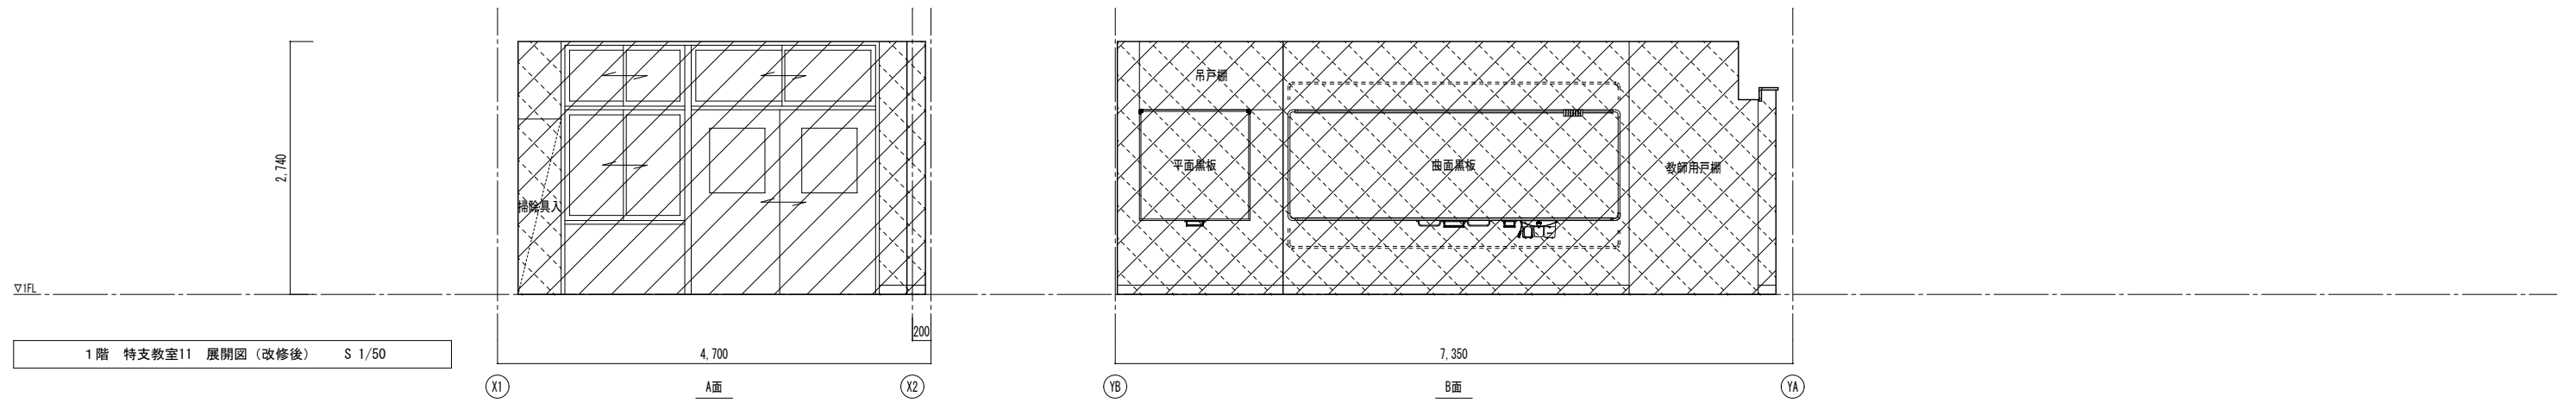 吊戸棚
2,740
平面黒板
曲面黒板
教師用戸棚
掃除具入
▽1FL
200
1階 特支教室11 展開図（改修後） S 1/50
4,700
7,350
X1
A面
X2
YB
B面
YA